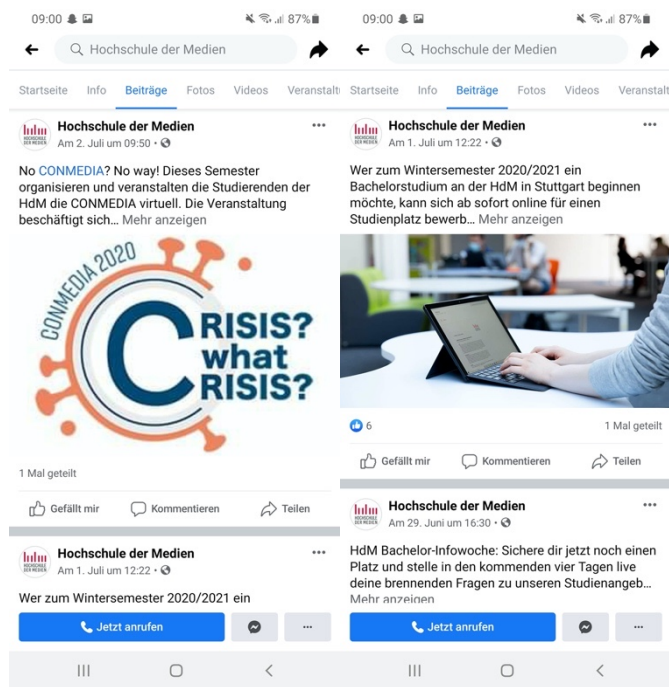 09:00 87%
Hochschule der Medien
Startseite Info Beiträge Fotos Videos Veranstalt
Hochschule der Medien
Am 2. Juli um 09:50
No CONMEDIA? No way! Dieses Semester
organisieren und veranstalten die Studierenden der
HdM die CONMEDIA virtuell. Die Veranstaltung
beschäftigt sich... Mehr anzeigen
CONMEDIA 2020
CRISIS?
what
CRISIS?
1 Mal geteilt
Gefällt mir Kommentieren Teilen
Hochschule der Medien
Am 1. Juli um 12:22
Wer zum Wintersemester 2020/2021 ein
Jetzt anrufen
09:00 87%
Hochschule der Medien
Startseite Info Beiträge Fotos Videos Veranstalt
Hochschule der Medien
Am 1. Juli um 12:22
Wer zum Wintersemester 2020/2021 ein
Bachelorstudium an der HdM in Stuttgart beginnen
möchte, kann sich ab sofort online für einen
Studienplatz bewerb... Mehr anzeigen
6 1 Mal geteilt
Gefällt mir Kommentieren Teilen
Hochschule der Medien
Am 29. Juni um 16:30
HdM Bachelor-Infowoche: Sichere dir jetzt noch einen
Platz und stelle in den kommenden vier Tagen live
deine brennenden Fragen zu unseren Studienangeb...
Mehr anzeigen
Jetzt anrufen